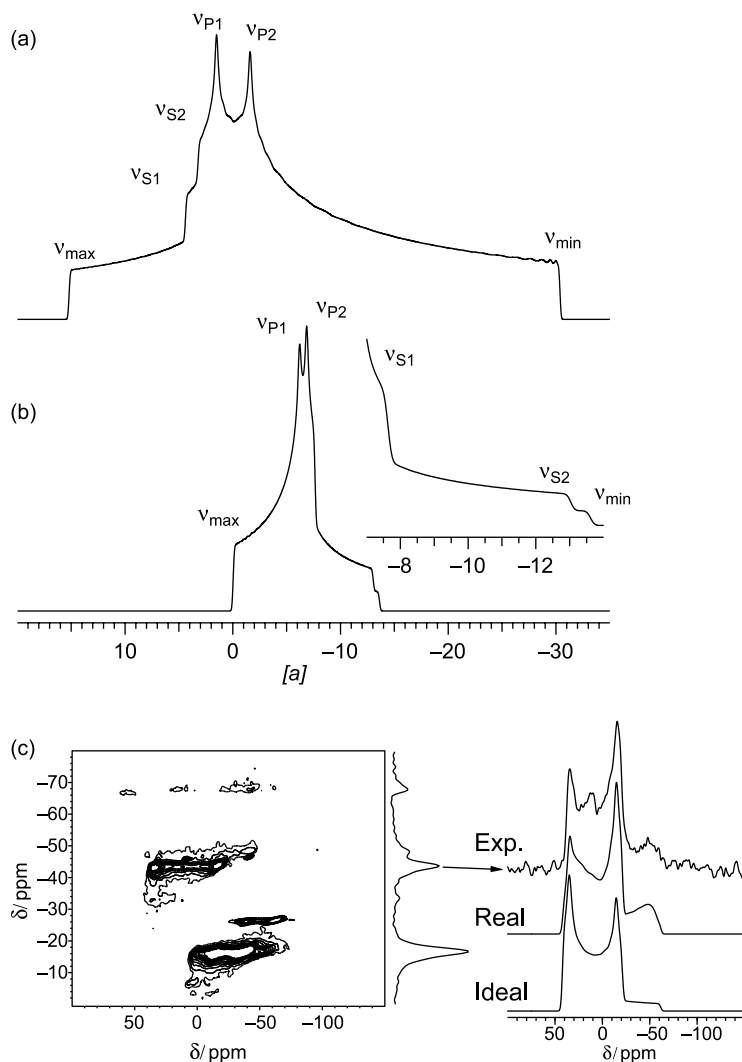 (a)
νP1
νP2
νS2
νS1
νmax
νmin
(b)
νP1
νP2
νS1
νmax
νS2
νmin
–8
–10
–12
10
0
–10
–20
–30
[a]
(c)
–70
–60
–50
–40
–30
–20
–10
δ/ ppm
50
0
–50
–100
δ/ ppm
Exp.
Real
Ideal
50
0
–50
–100
δ/ ppm